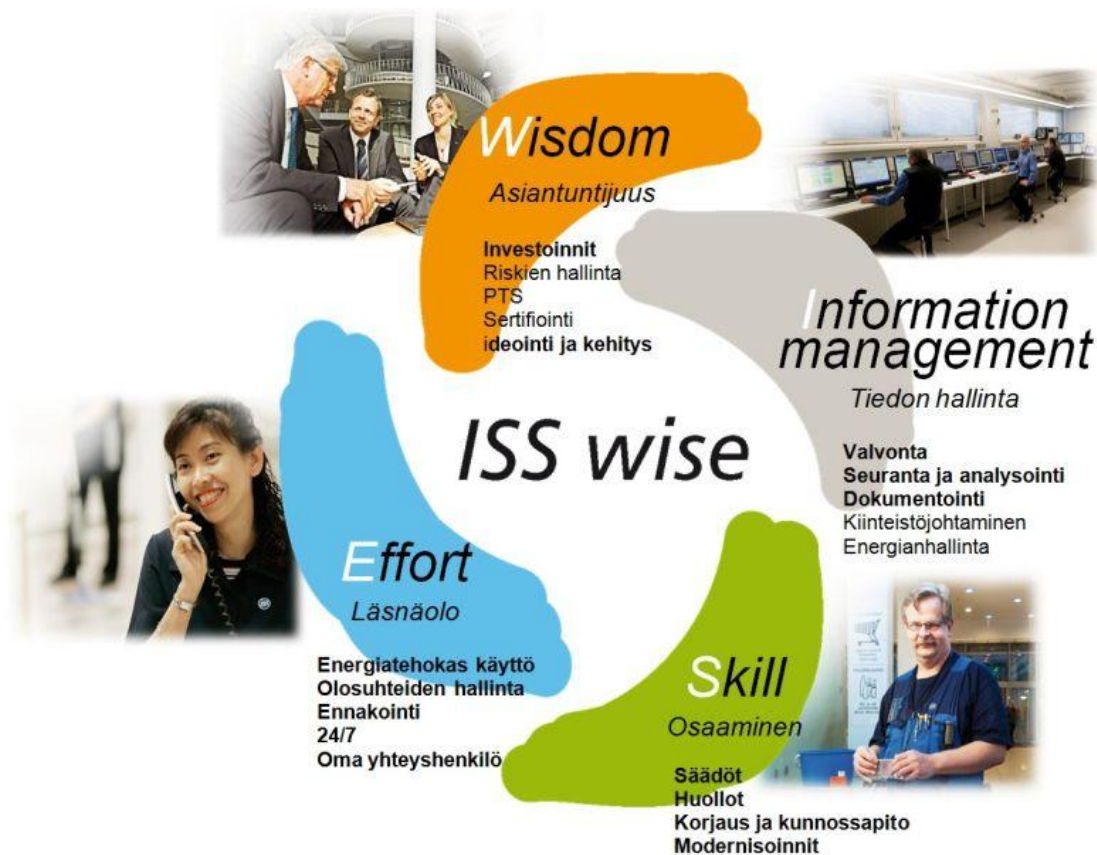 Wisdom
Asiantuntijuus
Investoinnit
Riskien hallinta
PTS
Sertifiointi
ideointi ja kehitys
Information
management
Tiedon hallinta
Valvonta
Seuranta ja analysointi
Dokumentointi
Kiinteistöjohtaminen
Energianhallinta
ISS wise
Effort
Läsnäolo
Energiatehokas käyttö
Olosuhteiden hallinta
Ennakointi
24/7
Oma yhteyshenkilö
Skill
Osaaminen
Säädöt
Huollot
Korjaus ja kunnossapito
Modernisoinnit